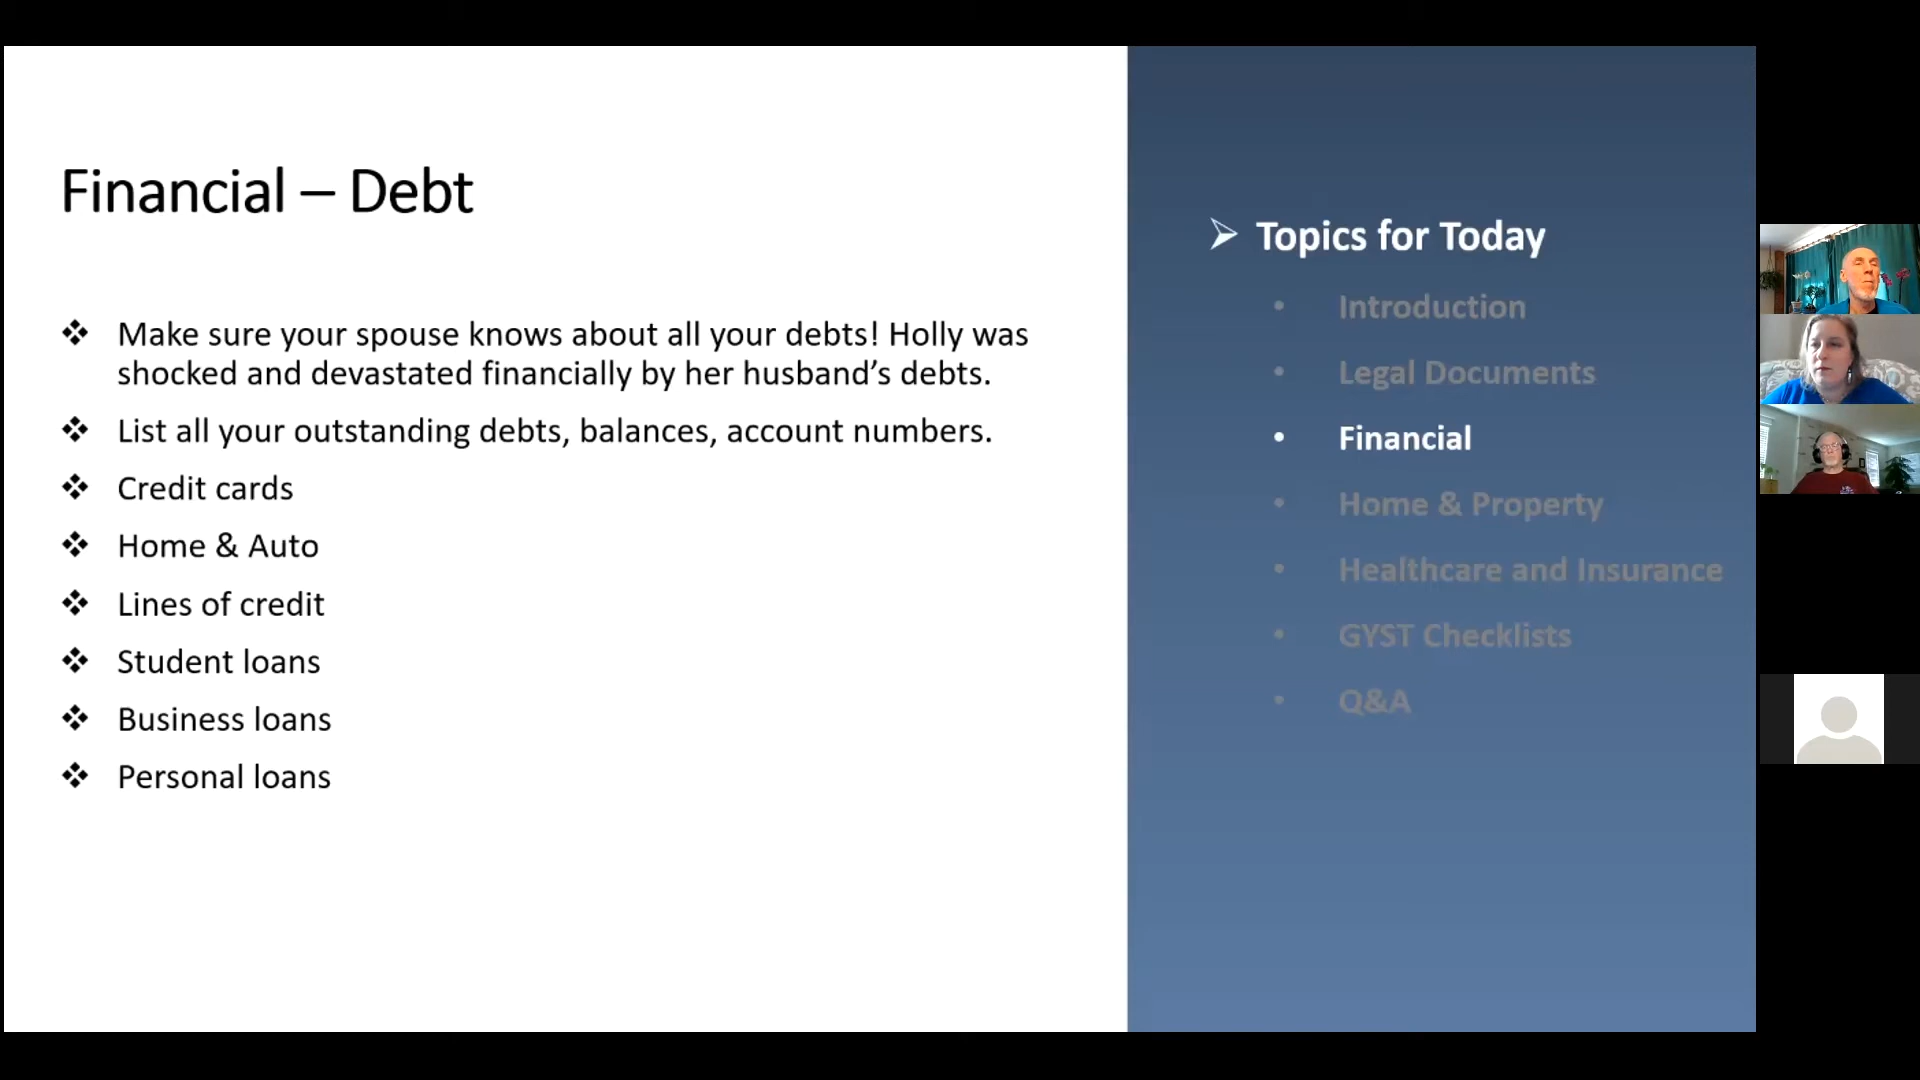 Financial – Debt
❖ Make sure your spouse knows about all your debts! Holly was
shocked and devastated financially by her husband’s debts.
❖ List all your outstanding debts, balances, account numbers.
❖ Credit cards
❖ Home & Auto
❖ Lines of credit
❖ Student loans
❖ Business loans
❖ Personal loans
➢ Topics for Today
• Introduction
• Legal Documents
• Financial
• Home & Property
• Healthcare and Insurance
• GYST Checklists
• Q&A